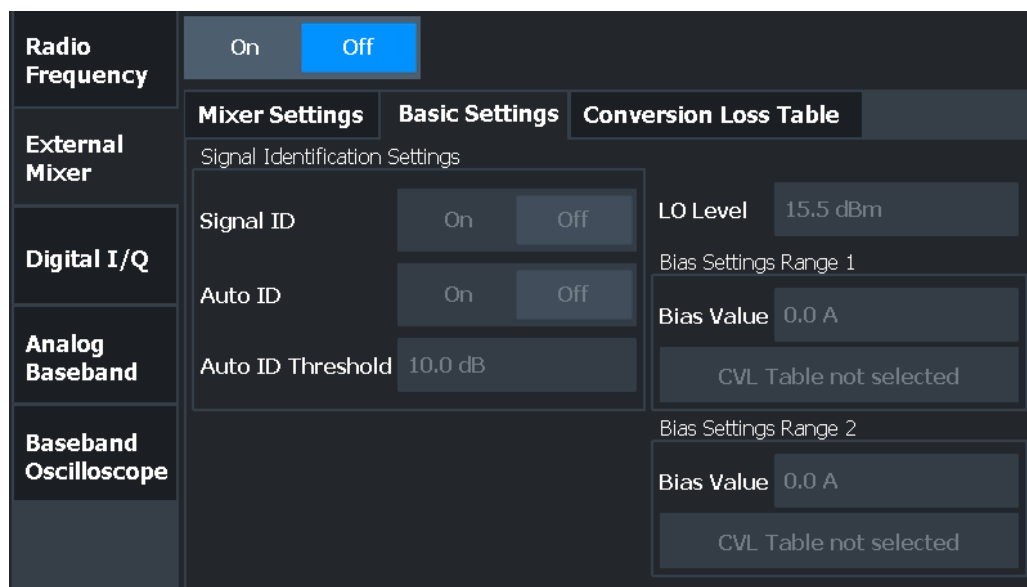 Radio
Frequency
External
Mixer
Digital I/Q
Analog
Baseband
Baseband
Oscilloscope
On Off
Mixer Settings Basic Settings Conversion Loss Table
Signal Identification Settings
Signal ID On Off
Auto ID On Off
Auto ID Threshold 10.0 dB
LO Level 15.5 dBm
Bias Settings Range 1
Bias Value 0.0 A
CVL Table not selected
Bias Settings Range 2
Bias Value 0.0 A
CVL Table not selected